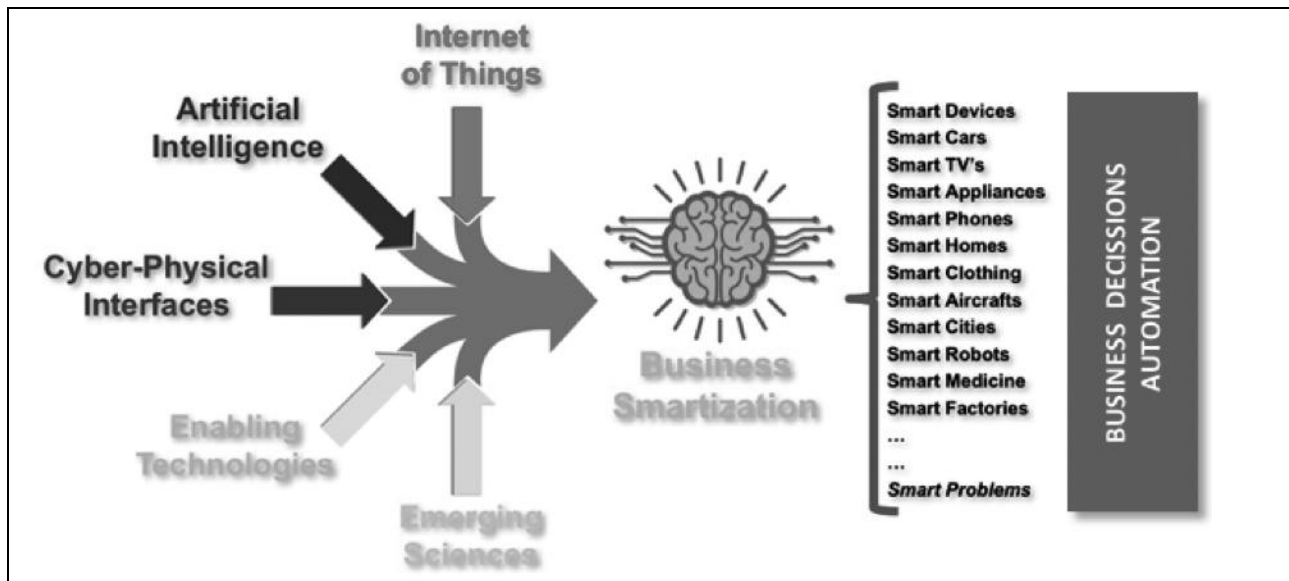 Internet
of Things
Artificial
Intelligence
Cyber-Physical
Interfaces
Enabling
Technologies
Emerging
Sciences
Business
Smartization
Smart Devices
Smart Cars
Smart TV's
Smart Appliances
Smart Phones
Smart Homes
Smart Clothing
Smart Aircrafts
Smart Cities
Smart Robots
Smart Medicine
Smart Factories
...
...
Smart Problems
BUSINESS DECISSIONS
AUTOMATION